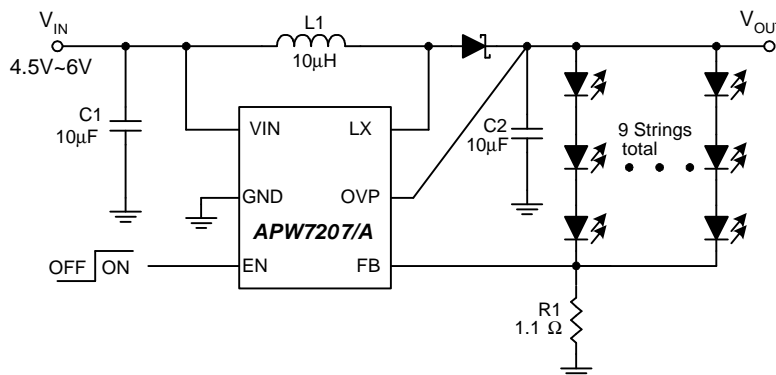 VIN
4.5V~6V
L1
10μH
VOUT
C1
10μF
VIN
LX
C2
10μF
9 Strings
total
GND
OVP
APW7207/A
OFF ON
EN
FB
R1
1.1 Ω